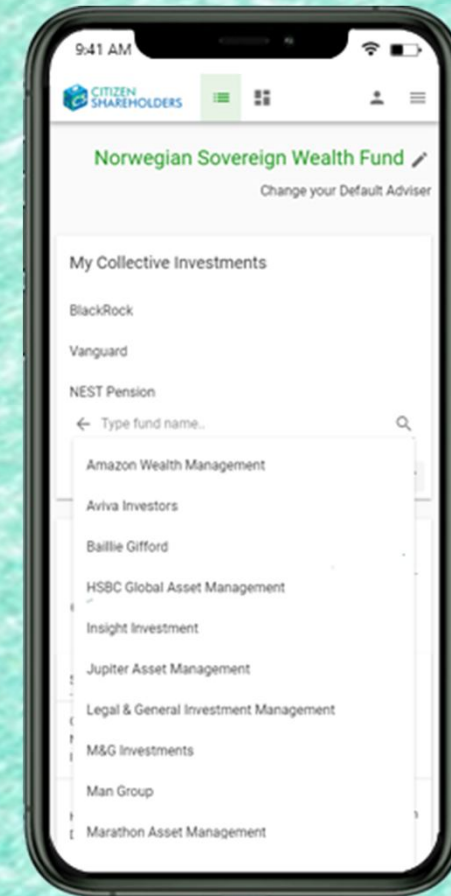 9:41 AM
CITIZEN
SHAREHOLDERS
Norwegian Sovereign Wealth Fund
Change your Default Adviser
My Collective Investments
BlackRock
Vanguard
NEST Pension
Type fund name..
Amazon Wealth Management
Aviva Investors
Baillie Gifford
HSBC Global Asset Management
Insight Investment
Jupiter Asset Management
Legal & General Investment Management
M&G Investments
Man Group
Marathon Asset Management